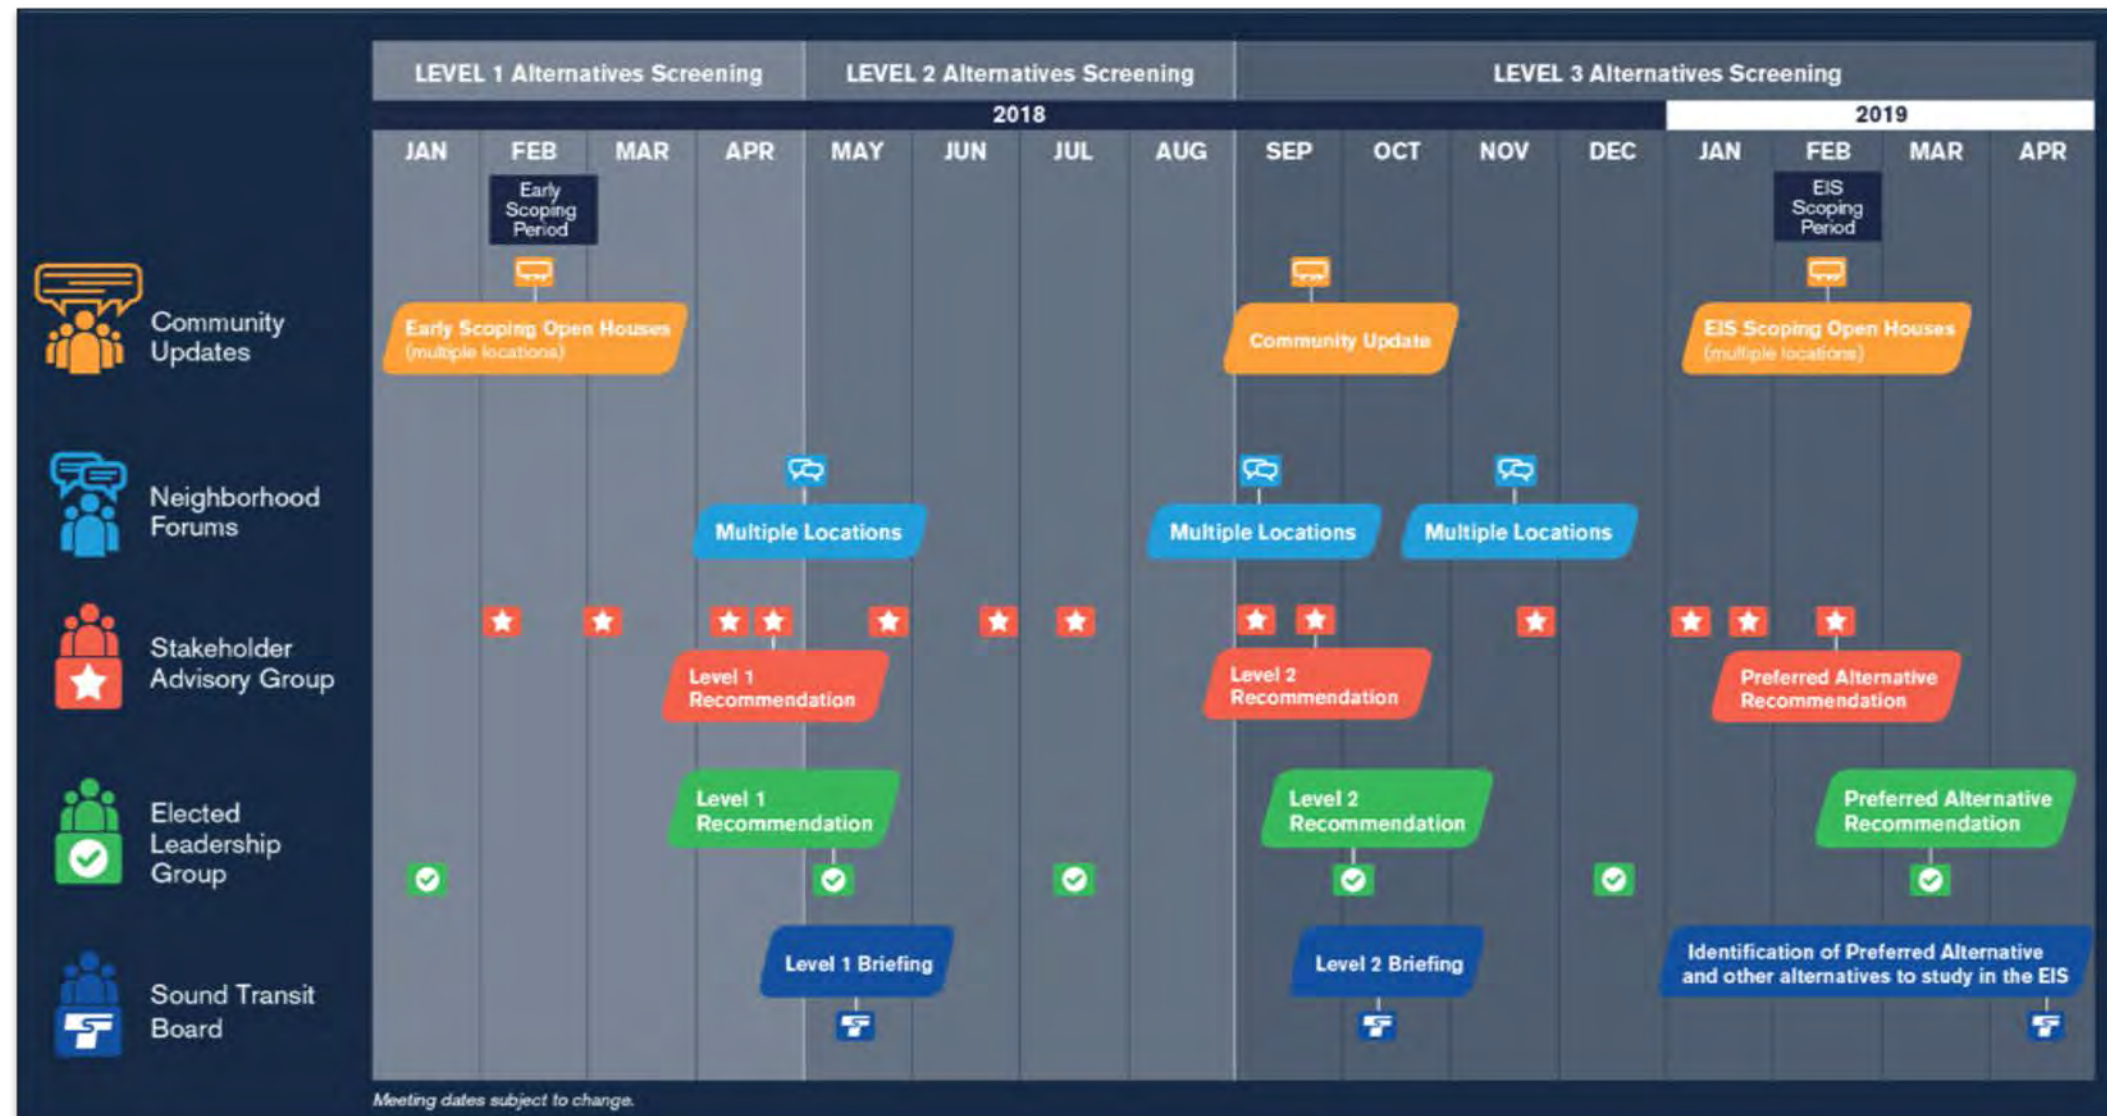 LEVEL 1 Alternatives Screening
LEVEL 2 Alternatives Screening
LEVEL 3 Alternatives Screening
2018
2019
JAN
FEB
MAR
APR
MAY
JUN
JUL
AUG
SEP
OCT
NOV
DEC
JAN
FEB
MAR
APR
Early
Scoping
Period
EIS
Scoping
Period
Community
Updates
Early Scoping Open Houses
(multiple locations)
Community Update
EIS Scoping Open Houses
(multiple locations)
Neighborhood
Forums
Multiple Locations
Multiple Locations
Multiple Locations
Stakeholder
Advisory Group
Level 1
Recommendation
Level 2
Recommendation
Preferred Alternative
Recommendation
Elected
Leadership
Group
Level 1
Recommendation
Level 2
Recommendation
Preferred Alternative
Recommendation
Sound Transit
Board
Level 1 Briefing
Level 2 Briefing
Identification of Preferred Alternative
and other alternatives to study in the EIS
Meeting dates subject to change.